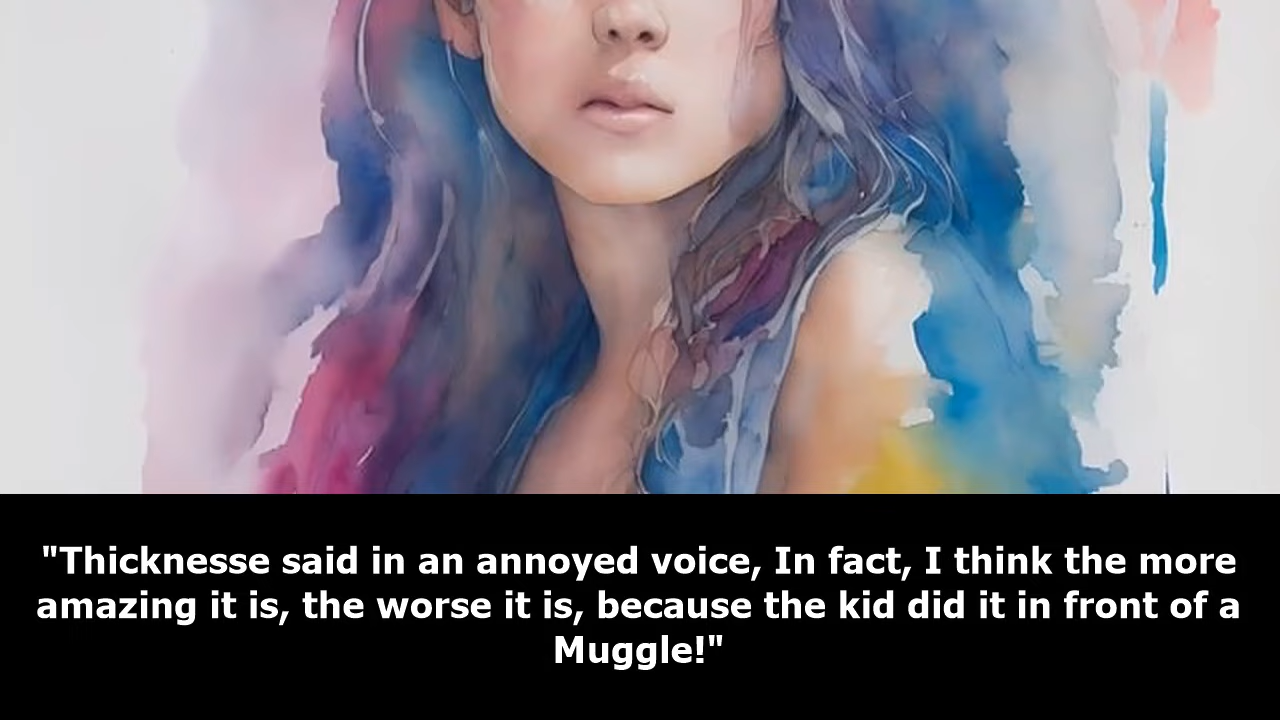 "Thicknesse said in an annoyed voice, In fact, I think the more
amazing it is, the worse it is, because the kid did it in front of a
Muggle!"